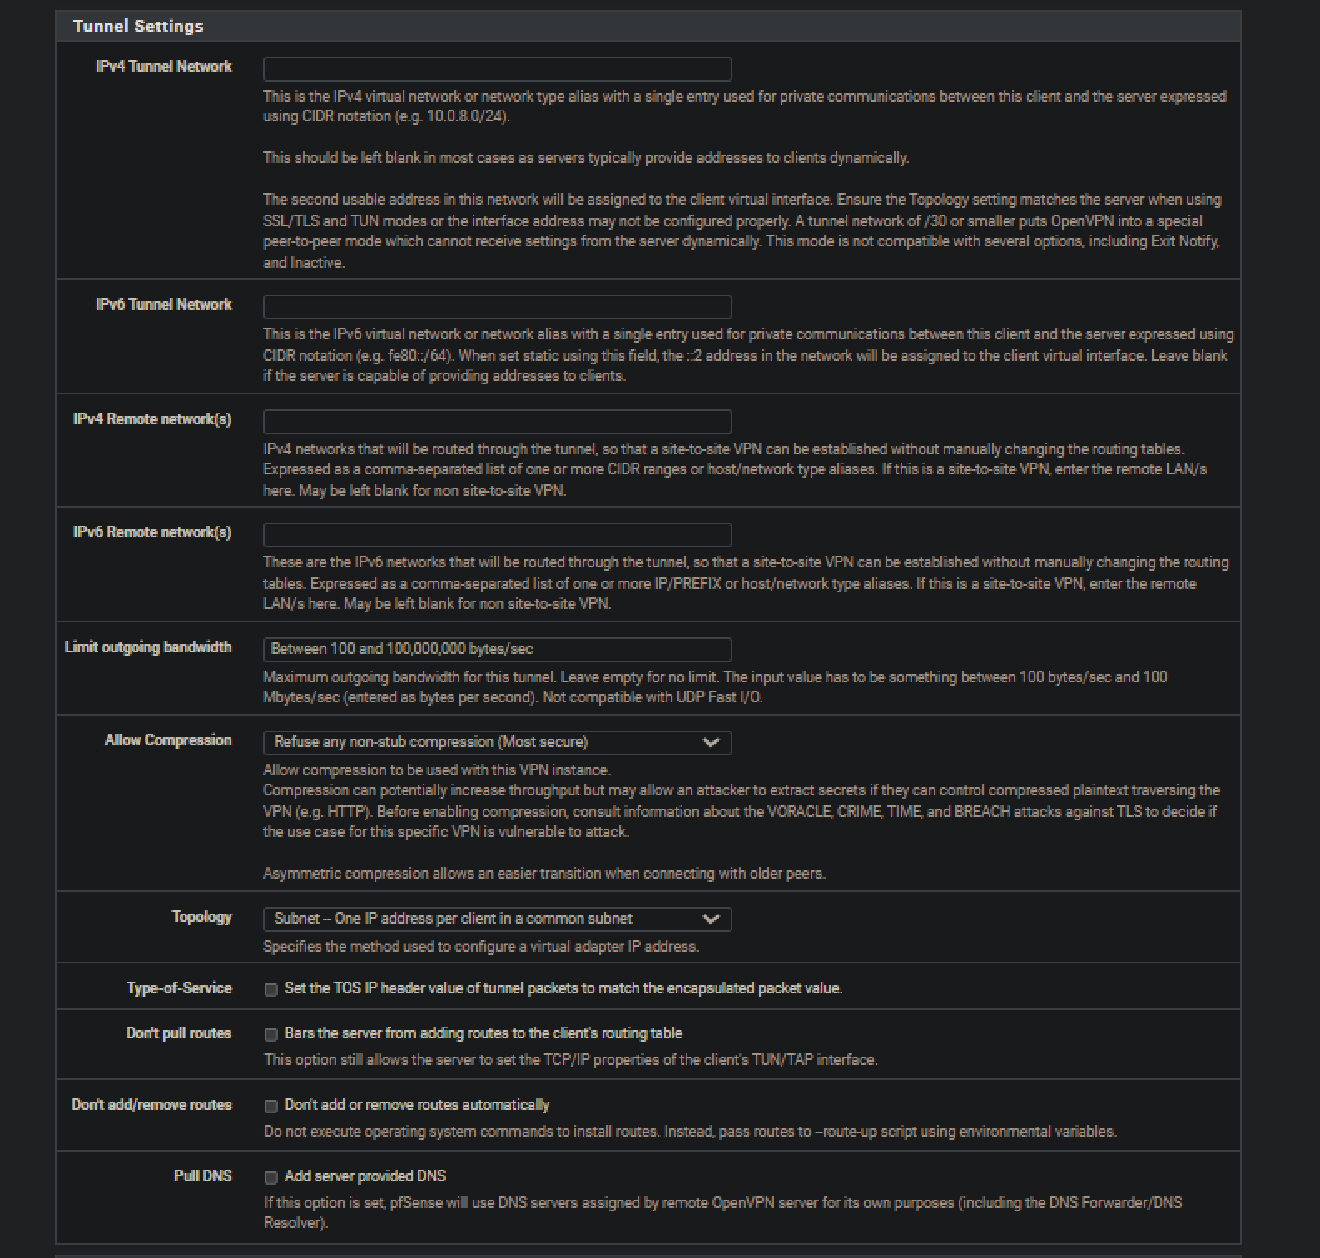 Tunnel Settings
IPv4 Tunnel Network
This is the IPv4 virtual network or network type alias with a single entry used for private communications between this client and the server expressed
using CIDR notation (e.g. 10.0.8.0/24).
This should be left blank in most cases as servers typically provide addresses to clients dynamically.
The second usable address in this network will be assigned to the client virtual interface. Ensure the Topology setting matches the server when using
SSL/TLS and TUN modes or the interface address may not be configured properly. A tunnel network of /30 or smaller puts OpenVPN into a special
peer-to-peer mode which cannot receive settings from the server dynamically. This mode is not compatible with several options, including Exit Notify,
and Inactive.
IPv6 Tunnel Network
This is the IPv6 virtual network or network alias with a single entry used for private communications between this client and the server expressed using
CIDR notation (e.g. fe80::/64). When set static using this field, the ::2 address in the network will be assigned to the client virtual interface. Leave blank
if the server is capable of providing addresses to clients.
IPv4 Remote network(s)
IPv4 networks that will be routed through the tunnel, so that a site-to-site VPN can be established without manually changing the routing tables.
Expressed as a comma-separated list of one or more CIDR ranges or host/network type aliases. If this is a site-to-site VPN, enter the remote LAN/s
here. May be left blank for non site-to-site VPN.
IPv6 Remote network(s)
These are the IPv6 networks that will be routed through the tunnel, so that a site-to-site VPN can be established without manually changing the routing
tables. Expressed as a comma-separated list of one or more IP/PREFIX or host/network type aliases. If this is a site-to-site VPN, enter the remote
LAN/s here. May be left blank for non site-to-site VPN.
Limit outgoing bandwidth
Between 100 and 100,000,000 bytes/sec
Maximum outgoing bandwidth for this tunnel. Leave empty for no limit. The input value has to be something between 100 bytes/sec and 100
Mbytes/sec (entered as bytes per second). Not compatible with UDP Fast I/O.
Allow Compression
Refuse any non-stub compression (Most secure)
Allow compression to be used with this VPN instance.
Compression can potentially increase throughput but may allow an attacker to extract secrets if they can control compressed plaintext traversing the
VPN (e.g. HTTP). Before enabling compression, consult information about the VORACLE, CRIME, TIME, and BREACH attacks against TLS to decide if
the use case for this specific VPN is vulnerable to attack.
Asymmetric compression allows an easier transition when connecting with older peers.
Topology
Subnet -- One IP address per client in a common subnet
Specifies the method used to configure a virtual adapter IP address.
Type-of-Service
Set the TOS IP header value of tunnel packets to match the encapsulated packet value.
Don't pull routes
Bars the server from adding routes to the client's routing table
This option still allows the server to set the TCP/IP properties of the client's TUN/TAP interface.
Don't add/remove routes
Don't add or remove routes automatically
Do not execute operating system commands to install routes. Instead, pass routes to --route-up script using environmental variables.
Pull DNS
Add server provided DNS
If this option is set, pfSense will use DNS servers assigned by remote OpenVPN server for its own purposes (including the DNS Forwarder/DNS
Resolver).